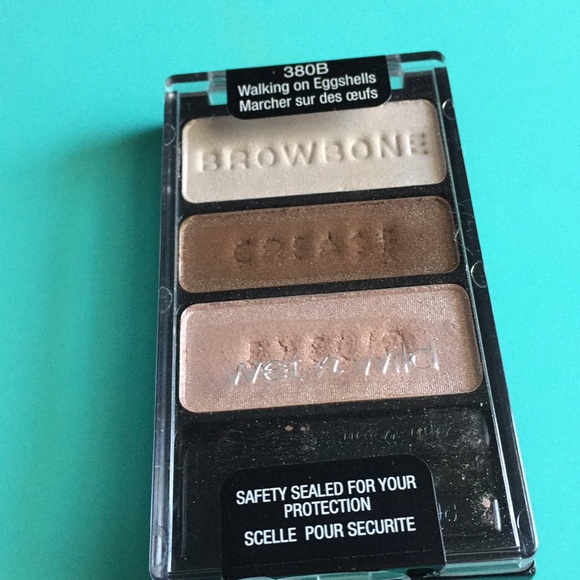 380B
Walking on Eggshells
Marcher sur des œufs
BROWBONE
CREASE
EYELID
wet n wild
SAFETY SEALED FOR YOUR
PROTECTION
SCELLE POUR SECURITE